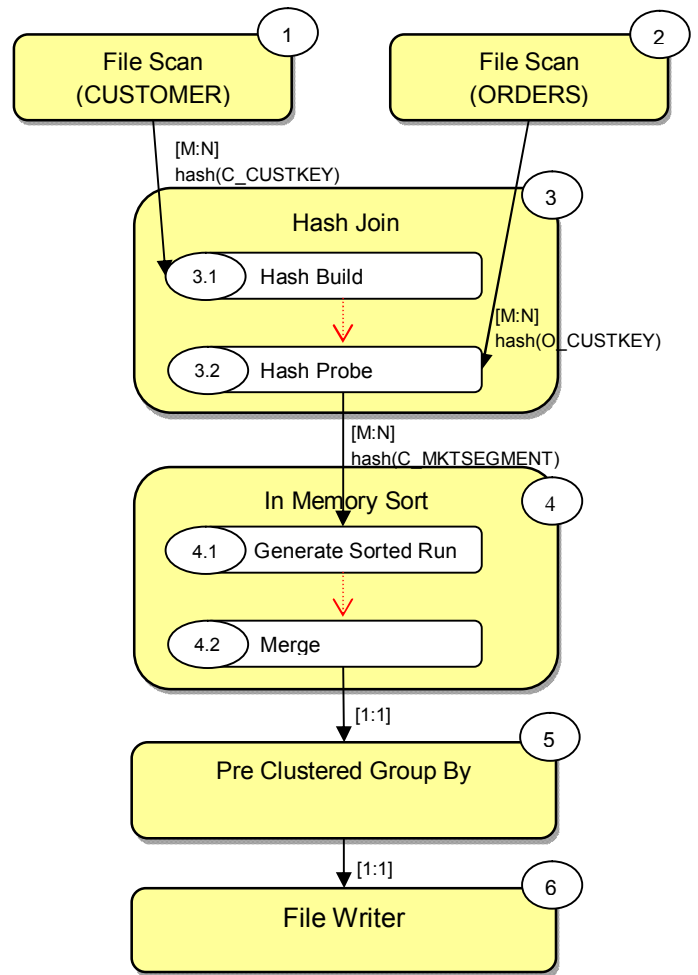 1
File Scan
(CUSTOMER)
2
File Scan
(ORDERS)
[M:N]
hash(C_CUSTKEY)
3
Hash Join
3.1
Hash Build
[M:N]
hash(O_CUSTKEY)
3.2
Hash Probe
[M:N]
hash(C_MKTSEGMENT)
4
In Memory Sort
4.1
Generate Sorted Run
4.2
Merge
[1:1]
5
Pre Clustered Group By
[1:1]
6
File Writer